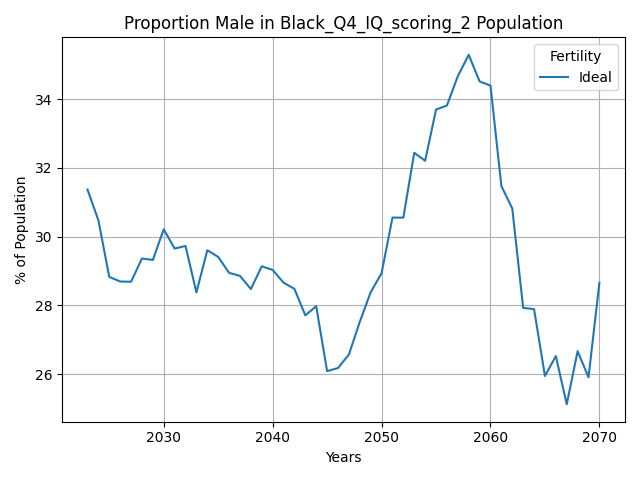 Proportion Male in Black_Q4_IQ_scoring_2 Population
Fertility
Ideal
% of Population
34
32
30
28
26
2030 2040 2050 2060 2070
Years